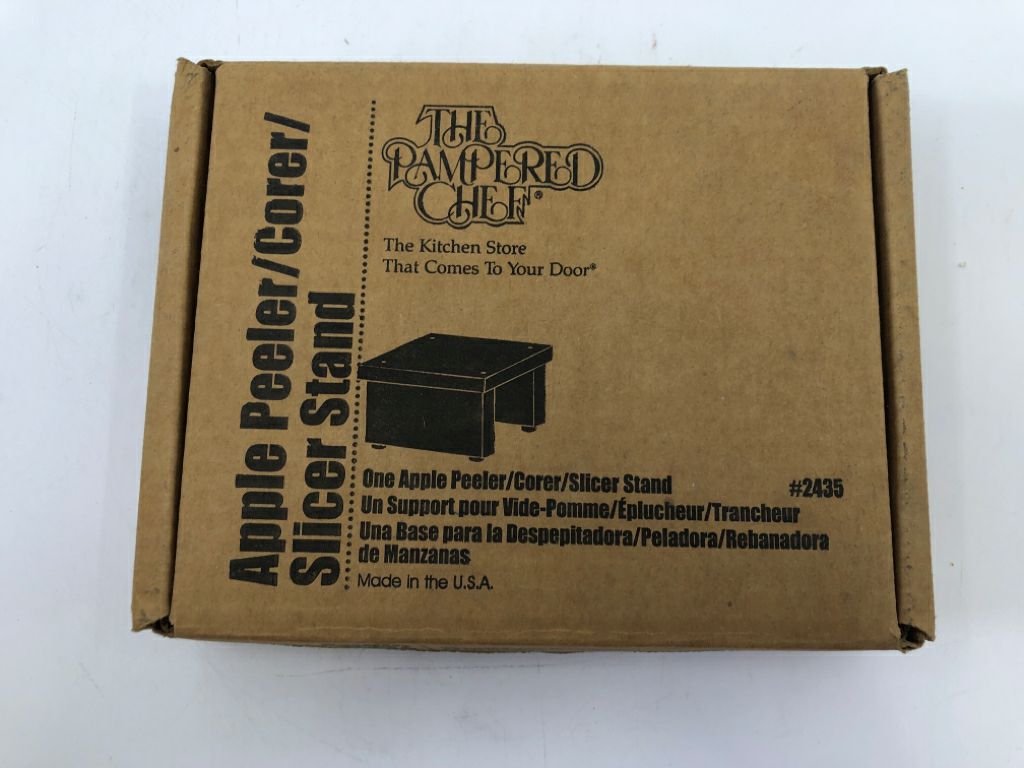 Apple Peeler/Corer/
Slicer Stand
THE
PAMPERED
CHEF®
The Kitchen Store
That Comes To Your Door®
One Apple Peeler/Corer/Slicer Stand #2435
Un Support pour Vide-Pomme/Éplucheur/Trancheur
Una Base para la Despepitadora/Peladora/Rebanadora
de Manzanas
Made in the U.S.A.